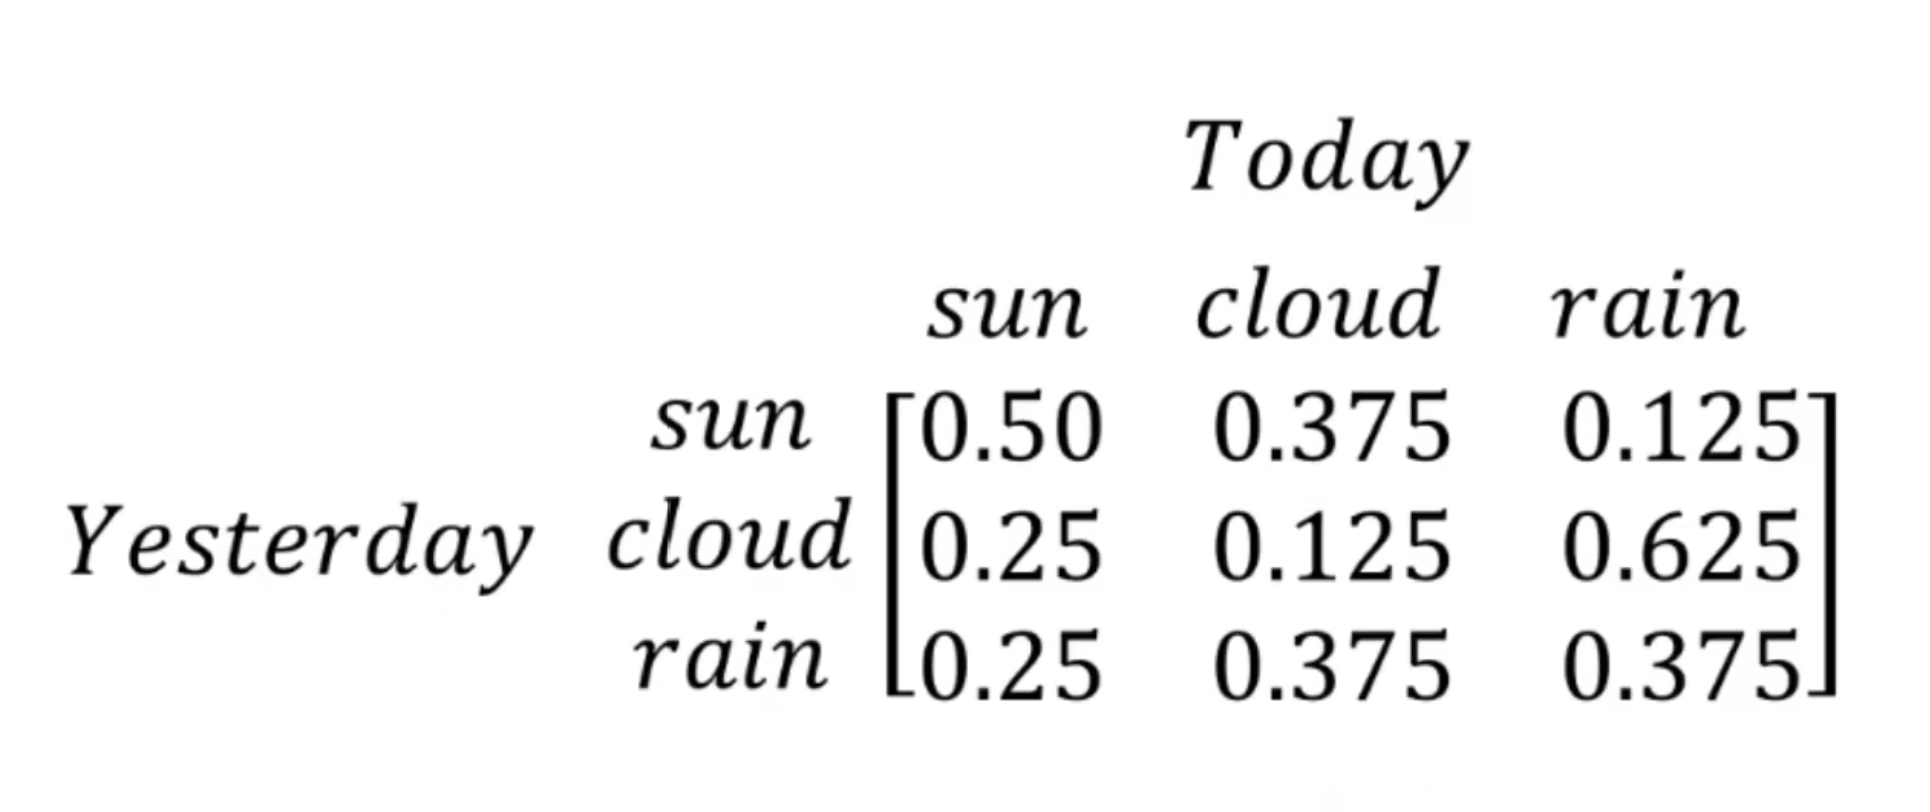 Today
sun cloud rain
sun [0.50 0.375 0.125]
Yesterday cloud 0.25 0.125 0.625
rain 0.25 0.375 0.375